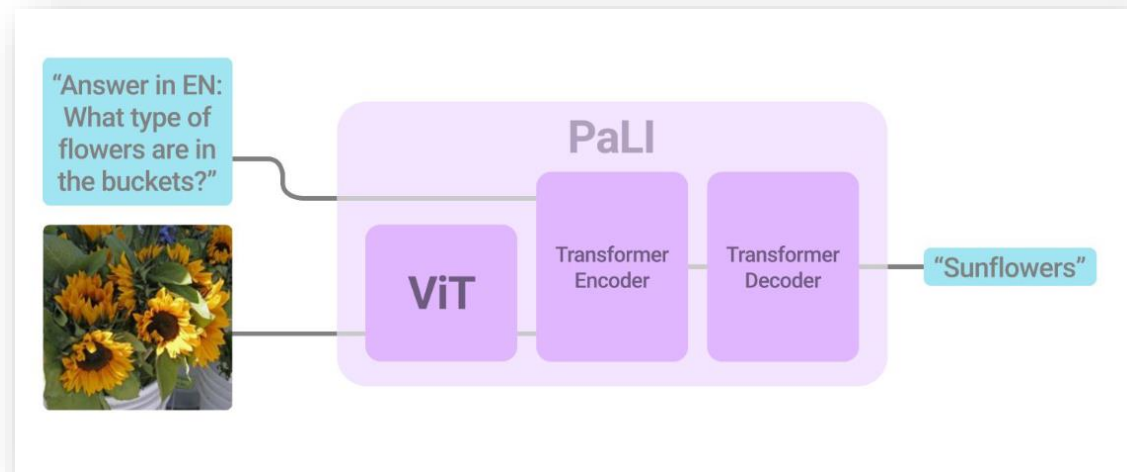 “Answer in EN:
What type of
flowers are in
the buckets?”
PaLI
ViT
Transformer
Encoder
Transformer
Decoder
“Sunflowers”